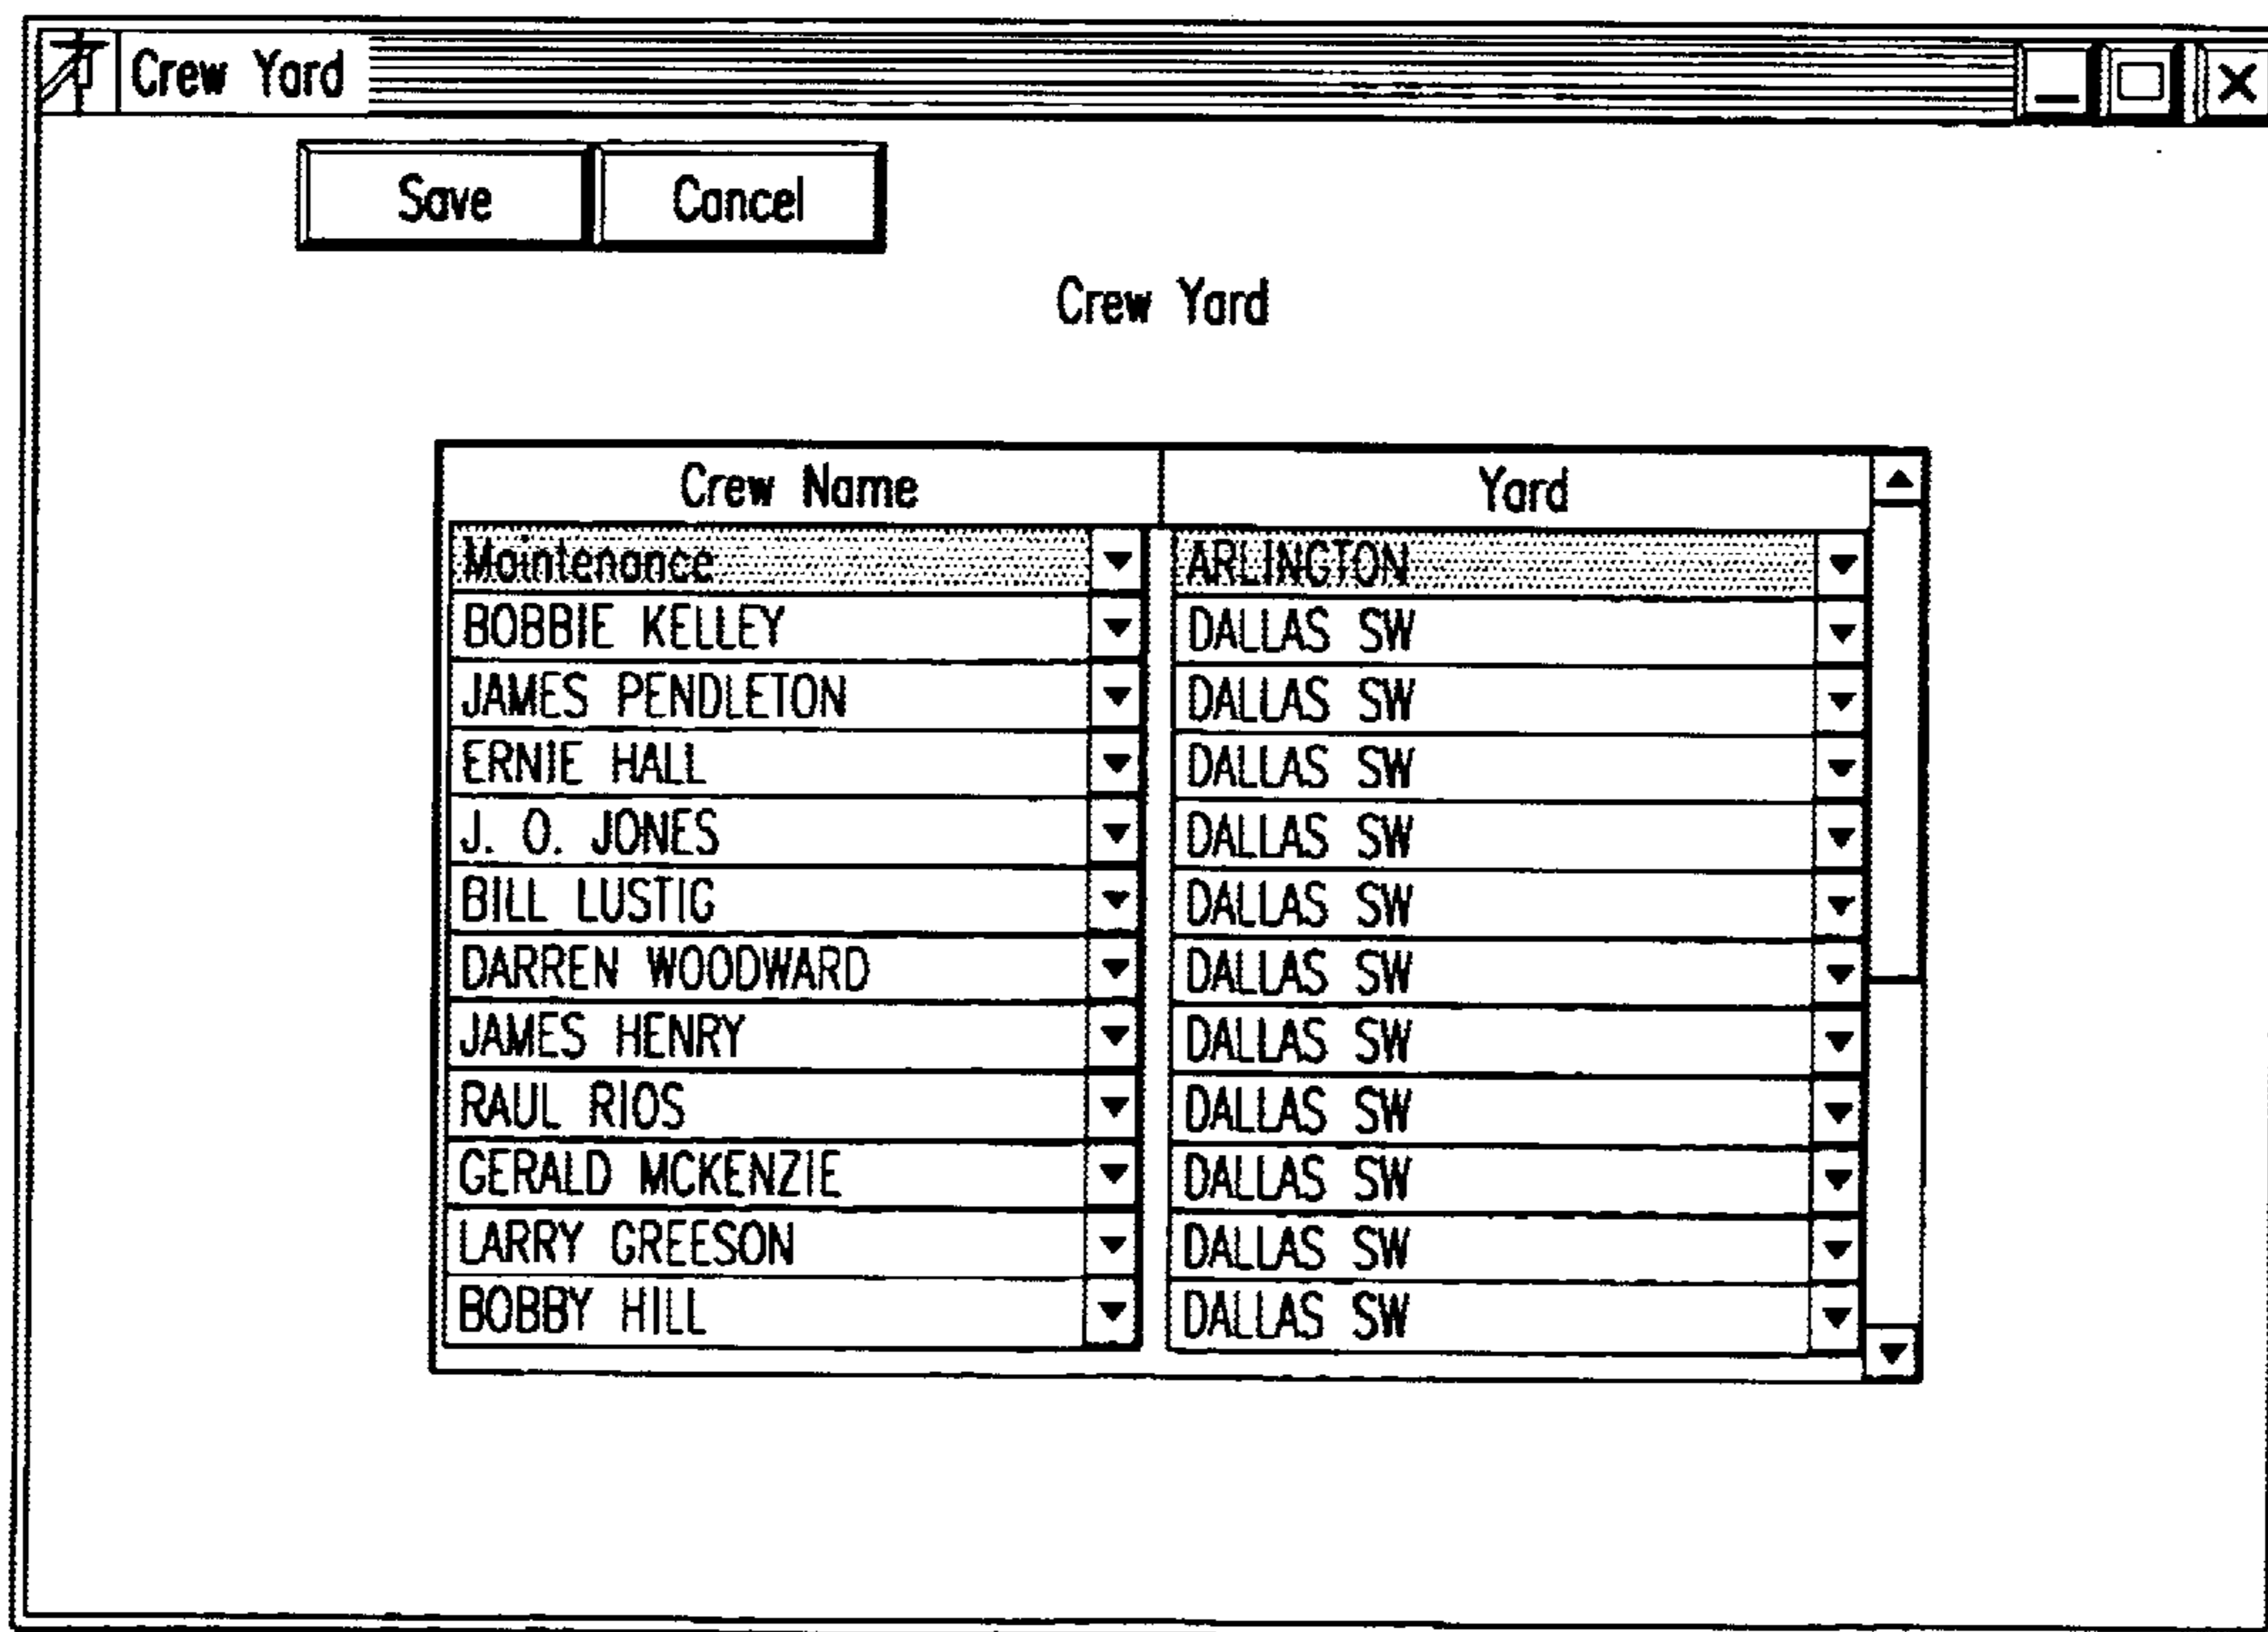 Crew Yard
Save Cancel
Crew Yard
Crew Name Yard
Maintenance ARLINGTON
BOBBIE KELLEY DALLAS SW
JAMES PENDLETON DALLAS SW
ERNIE HALL DALLAS SW
J. O. JONES DALLAS SW
BILL LUSTIG DALLAS SW
DARREN WOODWARD DALLAS SW
JAMES HENRY DALLAS SW
RAUL RIOS DALLAS SW
GERALD MCKENZIE DALLAS SW
LARRY GREESON DALLAS SW
BOBBY HILL DALLAS SW